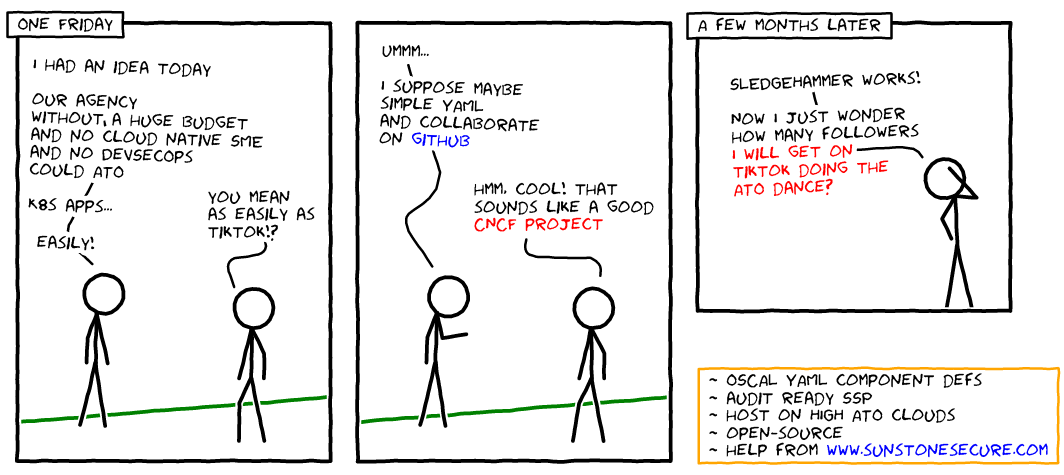 ONE FRIDAY
I HAD AN IDEA TODAY
OUR AGENCY
WITHOUT, A HUGE BUDGET
AND NO CLOUD NATIVE SME
AND NO DEVSECOPS
COULD ATO
K8S APPS...
EASILY!
YOU MEAN
AS EASILY AS
TIKTOK!?
UMMM...
I SUPPOSE MAYBE
SIMPLE YAML
AND COLLABORATE
ON GITHUB
HMM, COOL! THAT
SOUNDS LIKE A GOOD
CNCF PROJECT
A FEW MONTHS LATER
SLEDGEHAMMER WORKS!
NOW I JUST WONDER
HOW MANY FOLLOWERS
I WILL GET ON
TIKTOK DOING THE
ATO DANCE?
~ OSCAL YAML COMPONENT DEFS
~ AUDIT READY SSP
~ HOST ON HIGH ATO CLOUDS
~ OPEN-SOURCE
~ HELP FROM WWW.SUNSTONESECURE.COM